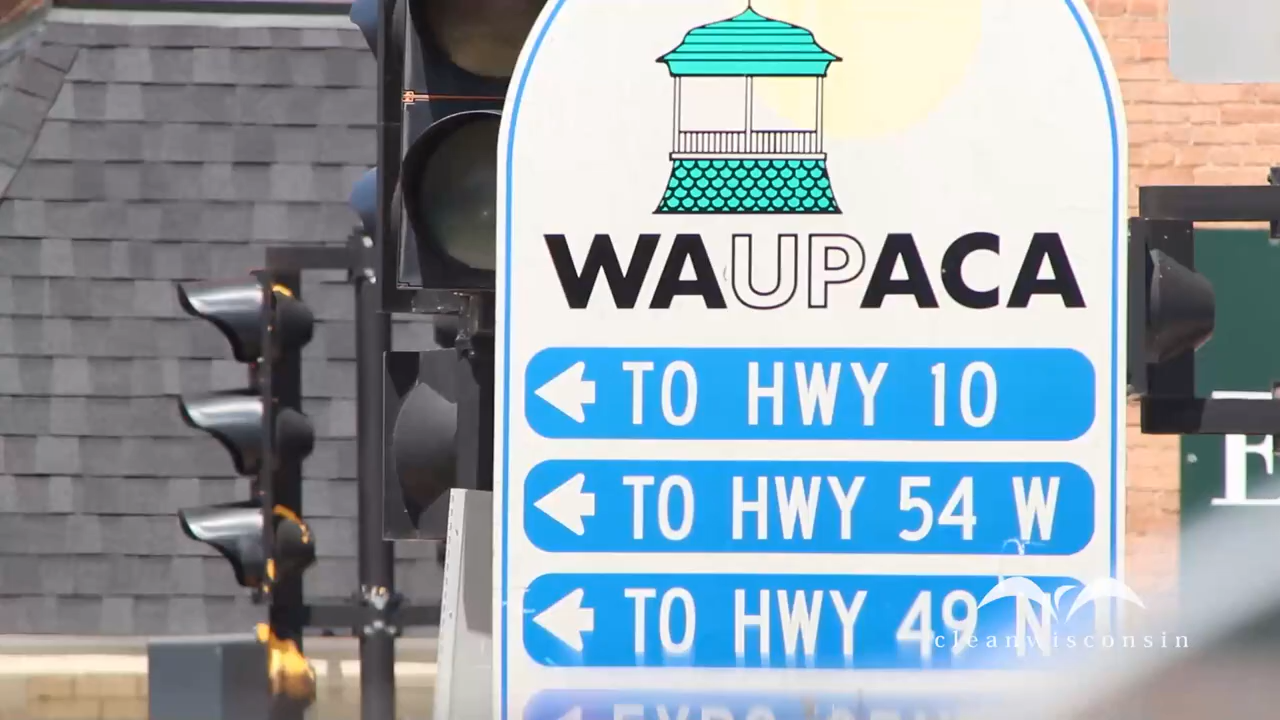 WAUPACA
TO HWY 10
TO HWY 54 W
TO HWY 49 N
cleanwisconsin
E